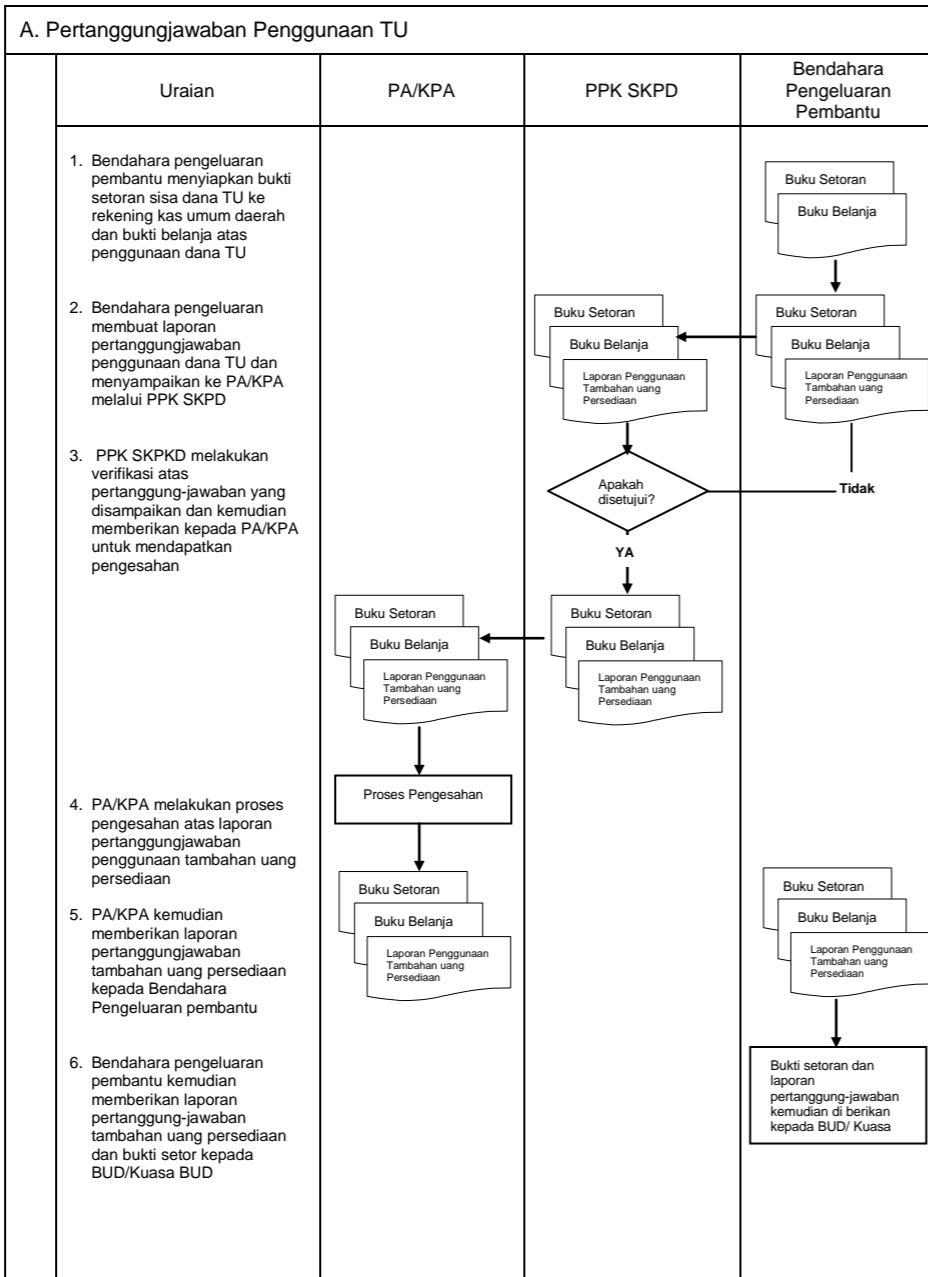 A. Pertanggungjawaban Penggunaan TU
Uraian
PA/KPA
PPK SKPD
Bendahara
Pengeluaran
Pembantu
1. Bendahara pengeluaran
pembantu menyiapkan bukti
setoran sisa dana TU ke
rekening kas umum daerah
dan bukti belanja atas
penggunaan dana TU
Buku Setoran
Buku Belanja
2. Bendahara pengeluaran
membuat laporan
pertanggungjawaban
penggunaan dana TU dan
menyampaikan ke PA/KPA
melalui PPK SKPD
Buku Setoran
Buku Belanja
Laporan Penggunaan
Tambahan uang
Persediaan
Buku Setoran
Buku Belanja
Laporan Penggunaan
Tambahan uang
Persediaan
3. PPK SKPKD melakukan
verifikasi atas
pertanggung-jawaban yang
disampaikan dan kemudian
memberikan kepada PA/KPA
untuk mendapatkan
pengesahan
Apakah
disetujui?
Tidak
YA
Buku Setoran
Buku Belanja
Laporan Penggunaan
Tambahan uang
Persediaan
Buku Setoran
Buku Belanja
Laporan Penggunaan
Tambahan uang
Persediaan
Proses Pengesahan
4. PA/KPA melakukan proses
pengesahan atas laporan
pertanggungjawaban
penggunaan tambahan uang
persediaan
5. PA/KPA kemudian
memberikan laporan
pertanggungjawaban
tambahan uang persediaan
kepada Bendahara
Pengeluaran pembantu
Buku Setoran
Buku Belanja
Laporan Penggunaan
Tambahan uang
Persediaan
Buku Setoran
Buku Belanja
Laporan Penggunaan
Tambahan uang
Persediaan
6. Bendahara pengeluaran
pembantu kemudian
memberikan laporan
pertanggung-jawaban
tambahan uang persediaan
dan bukti setor kepada
BUD/Kuasa BUD
Bukti setoran dan
laporan
pertanggung-jawaban
kemudian di berikan
kepada BUD/ Kuasa